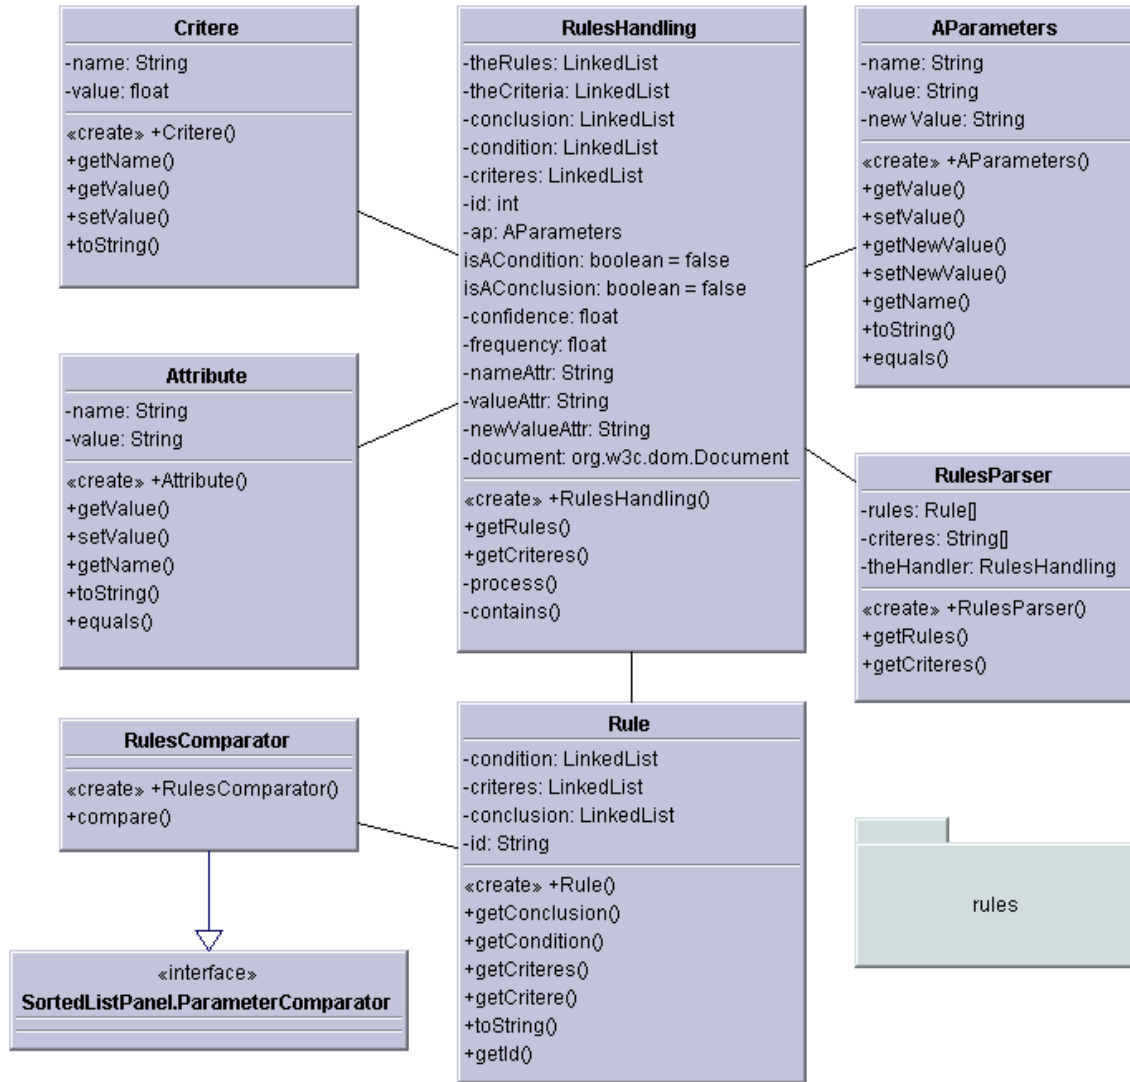 Critere
-name: String
-value: float
«create» +Critere()
+getName()
+getValue()
+setValue()
+toString()
RulesHandling
-theRules: LinkedList
-theCriteria: LinkedList
-conclusion: LinkedList
-condition: LinkedList
-criteres: LinkedList
-id: int
-ap: AParameters
isACondition: boolean = false
isAConclusion: boolean = false
-confidence: float
-frequency: float
-nameAttr: String
-valueAttr: String
-newValueAttr: String
-document: org.w3c.dom.Document
«create» +RulesHandling()
+getRules()
+getCriteres()
-process()
-contains()
AParameters
-name: String
-value: String
-new Value: String
«create» +AParameters()
+getValue()
+setValue()
+getNewValue()
+setNewValue()
+getName()
+toString()
+equals()
Attribute
-name: String
-value: String
«create» +Attribute()
+getValue()
+setValue()
+getName()
+toString()
+equals()
RulesParser
-rules: Rule[]
-criteres: String[]
-theHandler: RulesHandling
«create» +RulesParser()
+getRules()
+getCriteres()
RulesComparator
«create» +RulesComparator()
+compare()
Rule
-condition: LinkedList
-criteres: LinkedList
-conclusion: LinkedList
-id: String
«create» +Rule()
+getConclusion()
+getCondition()
+getCriteres()
+getCritere()
+toString()
+getId()
rules
«interface»
SortedListPanel.ParameterComparator